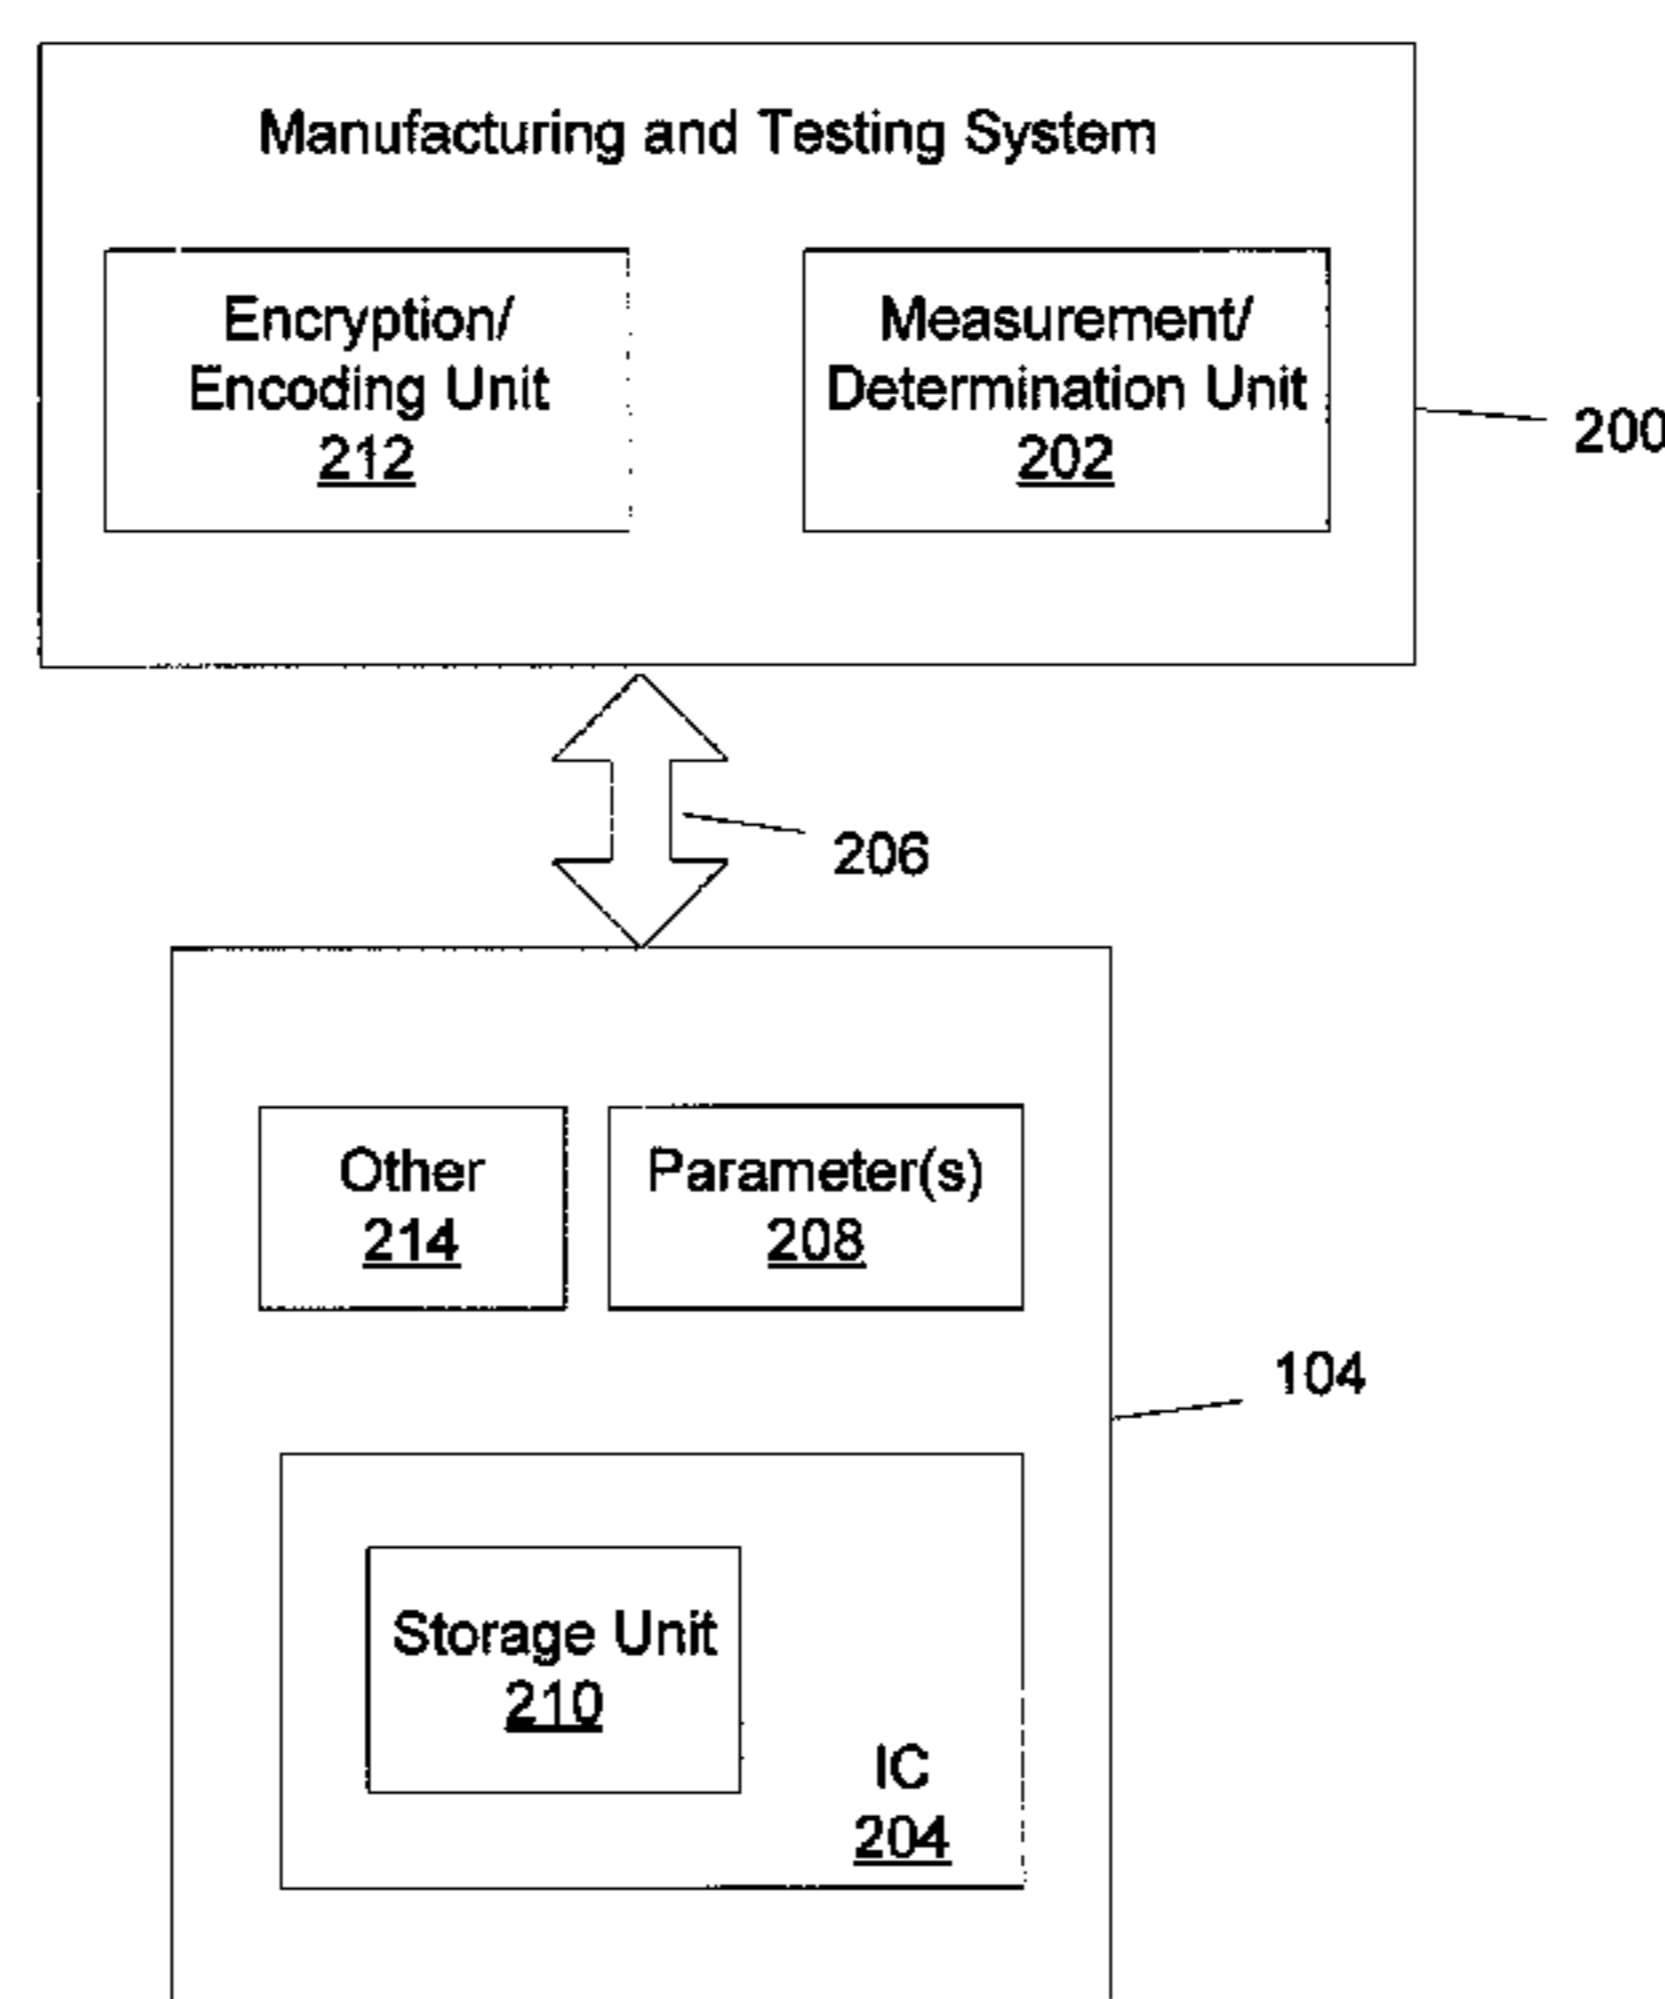 Manufacturing and Testing System
Encryption/
Encoding Unit
212
Measurement/
Determination Unit
202
200
206
Other
214
Parameter(s)
208
104
Storage Unit
210
IC
204